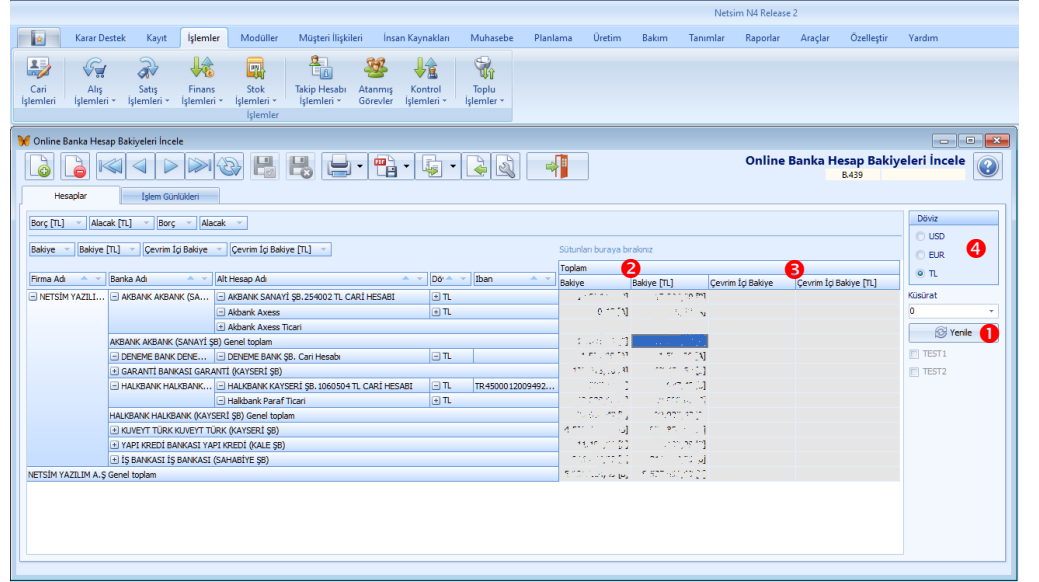 Netsim N4 Release 2
Karar Destek Kayıt İşlemler Modüller Müşteri İlişkileri İnsan Kaynakları Muhasebe Planlama Üretim Bakım Tanımlar Raporlar Araçlar Özelleştir Yardım
Cari İşlemleri
Alış İşlemleri
Satış İşlemleri
Finans İşlemleri
Stok İşlemleri
Takip Hesabı İşlemleri
Atanmış Görevler
Kontrol İşlemleri
Toplu İşlemler
İşlemler
Online Banka Hesap Bakiyeleri İncele
PDF
Online Banka Hesap Bakiyeleri İncele
B.439
Hesaplar İşlem Günlükleri
Borç [TL] Alacak [TL] Borç Alacak
Bakiye Bakiye [TL] Çevrim İçi Bakiye Çevrim İçi Bakiye [TL]
Sütunları buraya bırakınız
Toplam 2 3
Firma Adı Banka Adı Alt Hesap Adı Dö Iban Bakiye Bakiye [TL] Çevrim İçi Bakiye Çevrim İçi Bakiye [TL]
NETSİM YAZILI... AKBANK AKBANK (SA... AKBANK SANAYİ ŞB.254002 TL CARİ HESABI TL
Akbank Axess TL
Akbank Axess Ticari
AKBANK AKBANK (SANAYİ ŞB) Genel toplam
DENEME BANK DENE... DENEME BANK ŞB. Cari Hesabı TL
GARANTİ BANKASI GARANTİ (KAYSERİ ŞB)
HALKBANK HALKBANK... HALKBANK KAYSERİ ŞB.1060504 TL CARİ HESABI TL TR4500012009492...
Halkbank Paraf Ticari TL
HALKBANK HALKBANK (KAYSERİ ŞB) Genel toplam
KUVEYT TÜRK KUVEYT TÜRK (KAYSERİ ŞB)
YAPI KREDİ BANKASI YAPI KREDİ (KALE ŞB)
İŞ BANKASI İŞ BANKASI (SAHABİYE ŞB)
NETSİM YAZILIM A.Ş Genel toplam
Döviz
USD
EUR
TL
4
Küsürat
0
Yenile 1
TEST1
TEST2